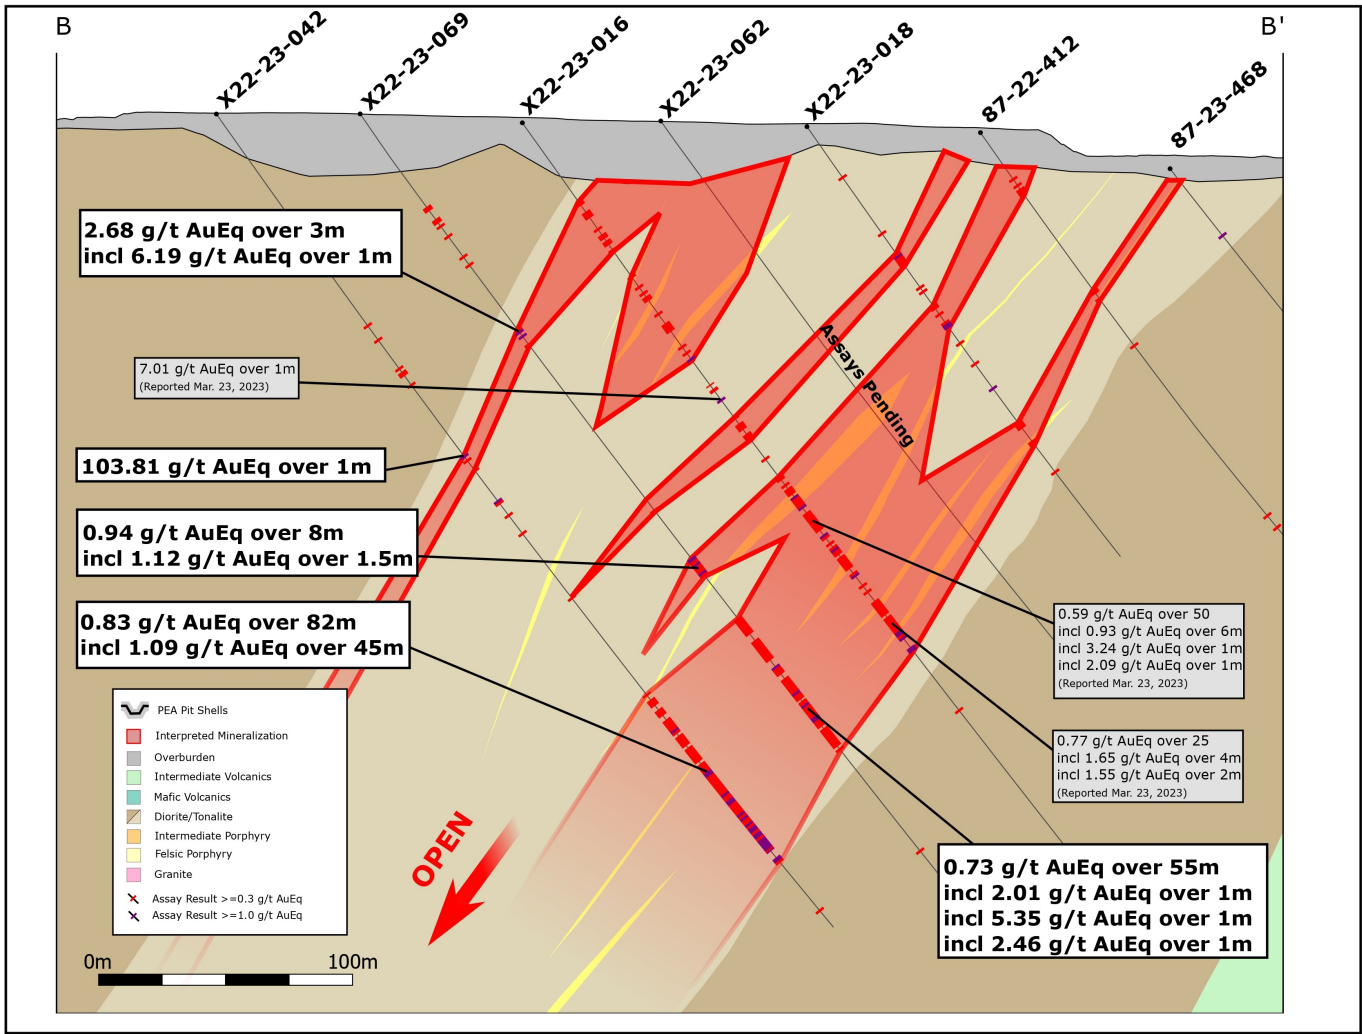 B
B'
X22-23-042
X22-23-069
X22-23-016
X22-23-062
X22-23-018
87-22-412
87-23-468
2.68 g/t AuEq over 3m
incl 6.19 g/t AuEq over 1m
7.01 g/t AuEq over 1m
(Reported Mar. 23, 2023)
103.81 g/t AuEq over 1m
0.94 g/t AuEq over 8m
incl 1.12 g/t AuEq over 1.5m
0.83 g/t AuEq over 82m
incl 1.09 g/t AuEq over 45m
Assays Pending
0.59 g/t AuEq over 50
incl 0.93 g/t AuEq over 6m
incl 3.24 g/t AuEq over 1m
incl 2.09 g/t AuEq over 1m
(Reported Mar. 23, 2023)
0.77 g/t AuEq over 25
incl 1.65 g/t AuEq over 4m
incl 1.55 g/t AuEq over 2m
(Reported Mar. 23, 2023)
0.73 g/t AuEq over 55m
incl 2.01 g/t AuEq over 1m
incl 5.35 g/t AuEq over 1m
incl 2.46 g/t AuEq over 1m
OPEN
PEA Pit Shells
Interpreted Mineralization
Overburden
Intermediate Volcanics
Mafic Volcanics
Diorite/Tonalite
Intermediate Porphyry
Felsic Porphyry
Granite
Assay Result >=0.3 g/t AuEq
Assay Result >=1.0 g/t AuEq
0m
100m